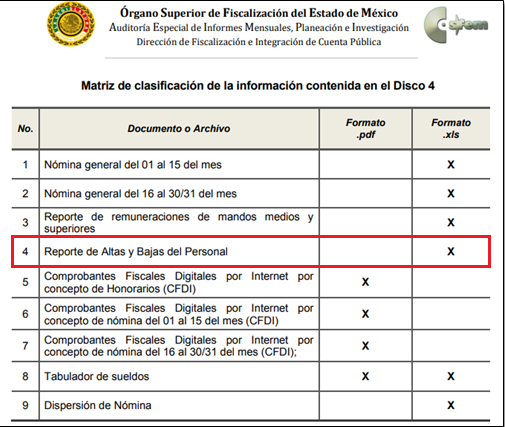 Órgano Superior de Fiscalización del Estado de México
Auditoría Especial de Informes Mensuales, Planeación e Investigación
Dirección de Fiscalización e Integración de Cuenta Pública
osfem
Matriz de clasificación de la información contenida en el Disco 4
No. Documento o Archivo Formato .pdf Formato .xls
1 Nómina general del 01 al 15 del mes X
2 Nómina general del 16 al 30/31 del mes X
3 Reporte de remuneraciones de mandos medios y
superiores X
4 Reporte de Altas y Bajas del Personal X
5 Comprobantes Fiscales Digitales por Internet por
concepto de Honorarios (CFDI) X
6 Comprobantes Fiscales Digitales por Internet por
concepto de nómina del 01 al 15 del mes (CFDI) X
7 Comprobantes Fiscales Digitales por Internet por
concepto de nómina del 16 al 30/31 del mes (CFDI); X
8 Tabulador de sueldos X X
9 Dispersión de Nómina X